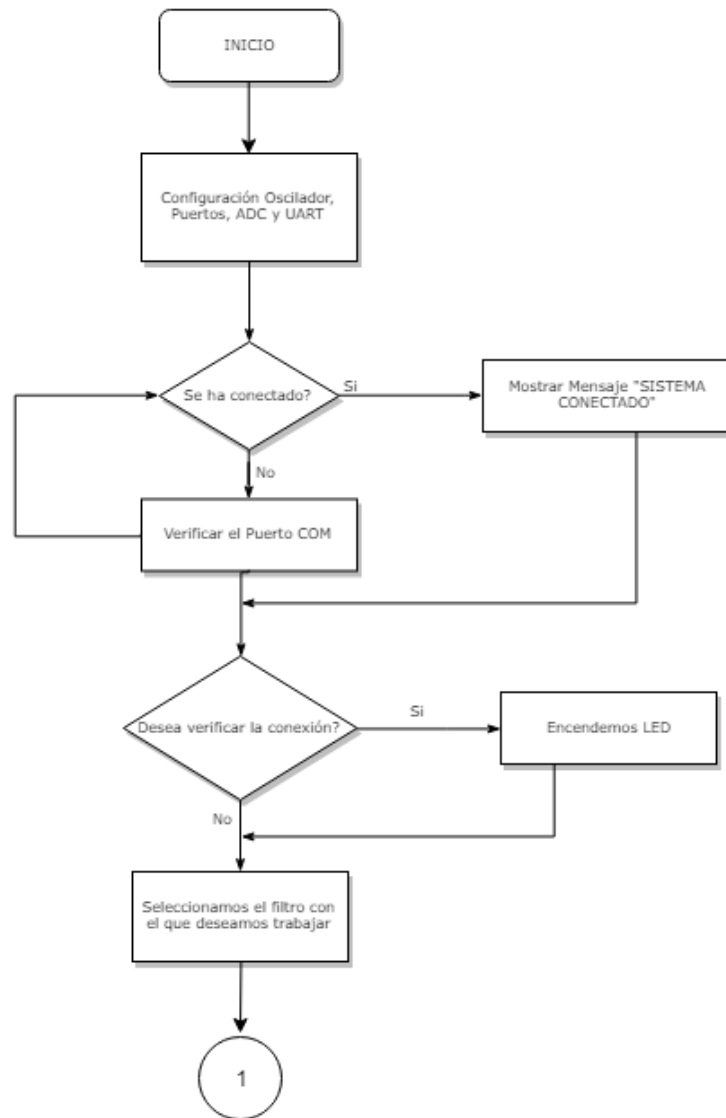 INICIO
Configuración Oscilador,
Puertos, ADC y UART
Se ha conectado?
Si
Mostrar Mensaje "SISTEMA
CONECTADO"
No
Verificar el Puerto COM
Desea verificar la conexión?
Si
Encendemos LED
No
Seleccionamos el filtro con
el que deseamos trabajar
1